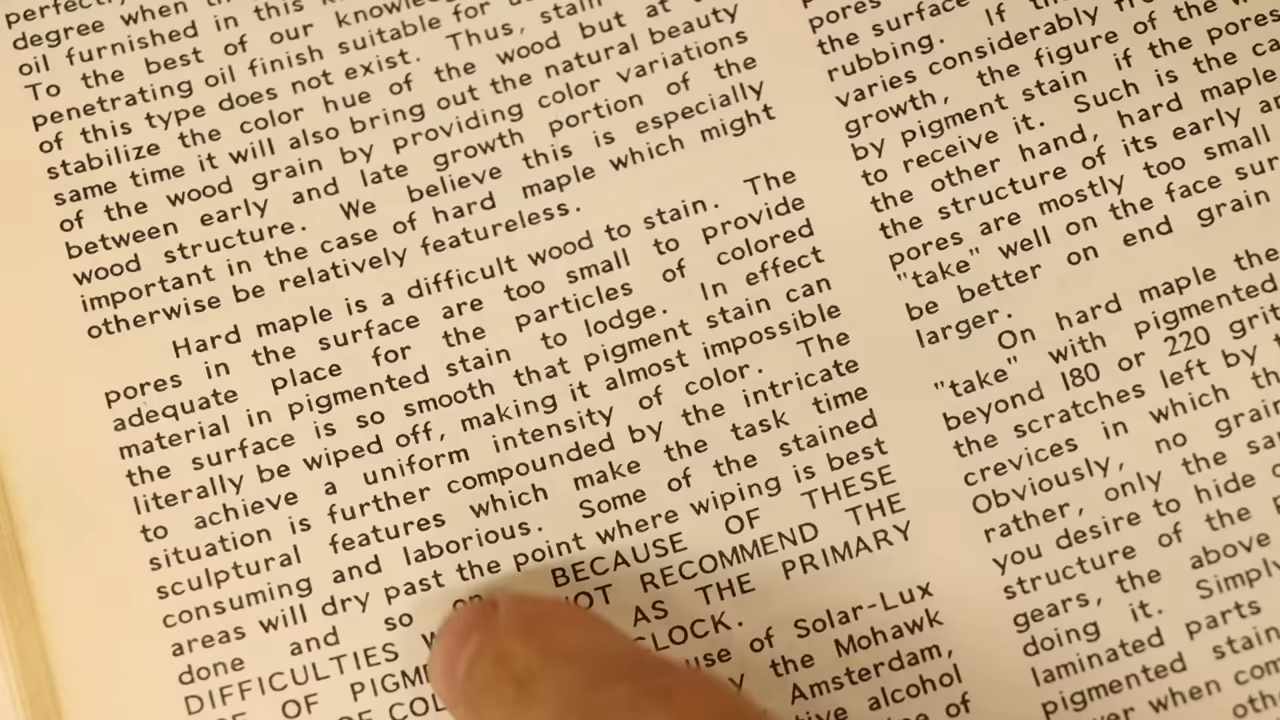 degree when
oil furnished in this
To the best of our
penetrating oil finish suitable for
of this type does not exist. Thus, stain
stabilize the color hue of the wood but at
same time it will also bring out the natural beauty
of the wood grain by providing color variations
between early and late growth portion of the
wood structure. We believe this is especially
important in the case of hard maple which might
otherwise be relatively featureless.
Hard maple is a difficult wood to stain. The
pores in the surface are too small to provide
adequate place for the particles of colored
material in pigmented stain to lodge. In effect
the surface is so smooth that pigment stain can
literally be wiped off, making it almost impossible
to achieve a uniform intensity of color. The
situation is further compounded by the intricate
sculptural features which make the task time
consuming and laborious. Some of the stained
areas will dry past the point where wiping is best
done and so on. BECAUSE OF THESE
DIFFICULTIES NOT RECOMMEND THE
OF AS THE PRIMARY
OF CLOCK.
use of Solar-Lux
the Mohawk
Amsterdam,
alcohol
of
pores
the surface
rubbing. If
varies considerably
growth, the figure of the
by pigment stain if the pores
to receive it. Such is the
the other hand, hard maple
the structure of its early
pores are mostly too small
"take" well on the face
be better on end grain
larger.
On hard maple the
"take" with pigmented
beyond 180 or 220 grit
the scratches left by
crevices in which
Obviously, no
rather, only the
you desire to hide
structure of the
gears, the above
doing it. Simply
laminated parts
pigmented stain
when